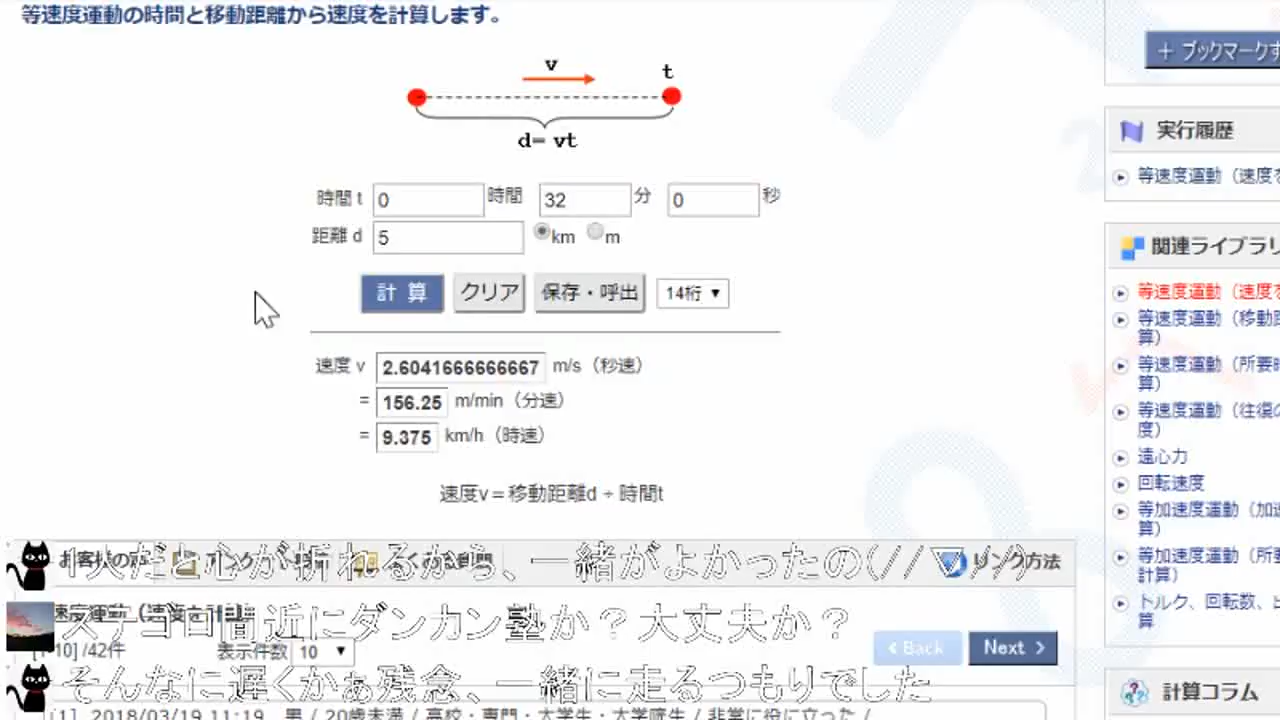 等速度運動の時間と移動距離から速度を計算します。
v
t
d= vt
時間 t 0 時間 32 分 0 秒
距離 d 5 km m
計 算 クリア 保存・呼出 14桁 ▼
速度 v 2.6041666666667 m/s（秒速）
= 156.25 m/min（分速）
= 9.375 km/h（時速）
速度v = 移動距離d ÷ 時間t
1人だと心が折れるから、一緒がよかったの(//▽//)
リンク方法
ステゴロ間近にダンカン塾か？大丈夫か？
[1-10] /42件 表示件数 10 ▼
‹ Back Next ›
そんなに遅くかぁ残念、一緒に走るつもりでした
[1] 2018/03/19 11:19 男 / 20歳未満 / 高校・専門・大学生・大学院生 / 非常に役に立った /
＋ ブックマークす
実行履歴
等速度運動（速度を
関連ライブラリ
等速度運動（速度を
等速度運動（移動距
算）
等速度運動（所要時
算）
等速度運動（往復の
度）
遠心力
回転速度
等加速度運動（加速
算）
等加速度運動（所要
計算）
トルク、回転数、出
算
計算コラム